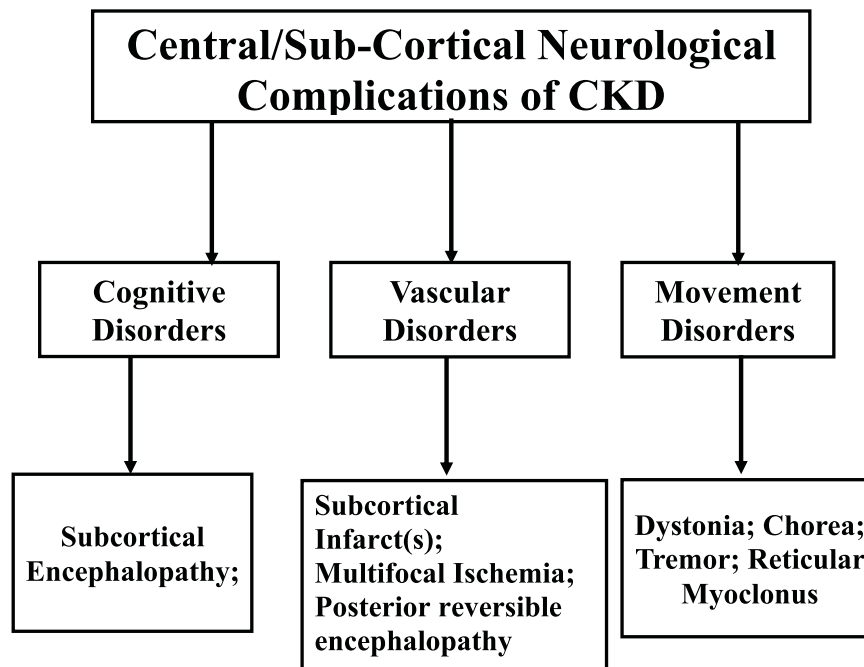 Central/Sub-Cortical Neurological
Complications of CKD
Cognitive
Disorders
Vascular
Disorders
Movement
Disorders
Subcortical
Encephalopathy;
Subcortical
Infarct(s);
Multifocal Ischemia;
Posterior reversible
encephalopathy
Dystonia; Chorea;
Tremor; Reticular
Myoclonus